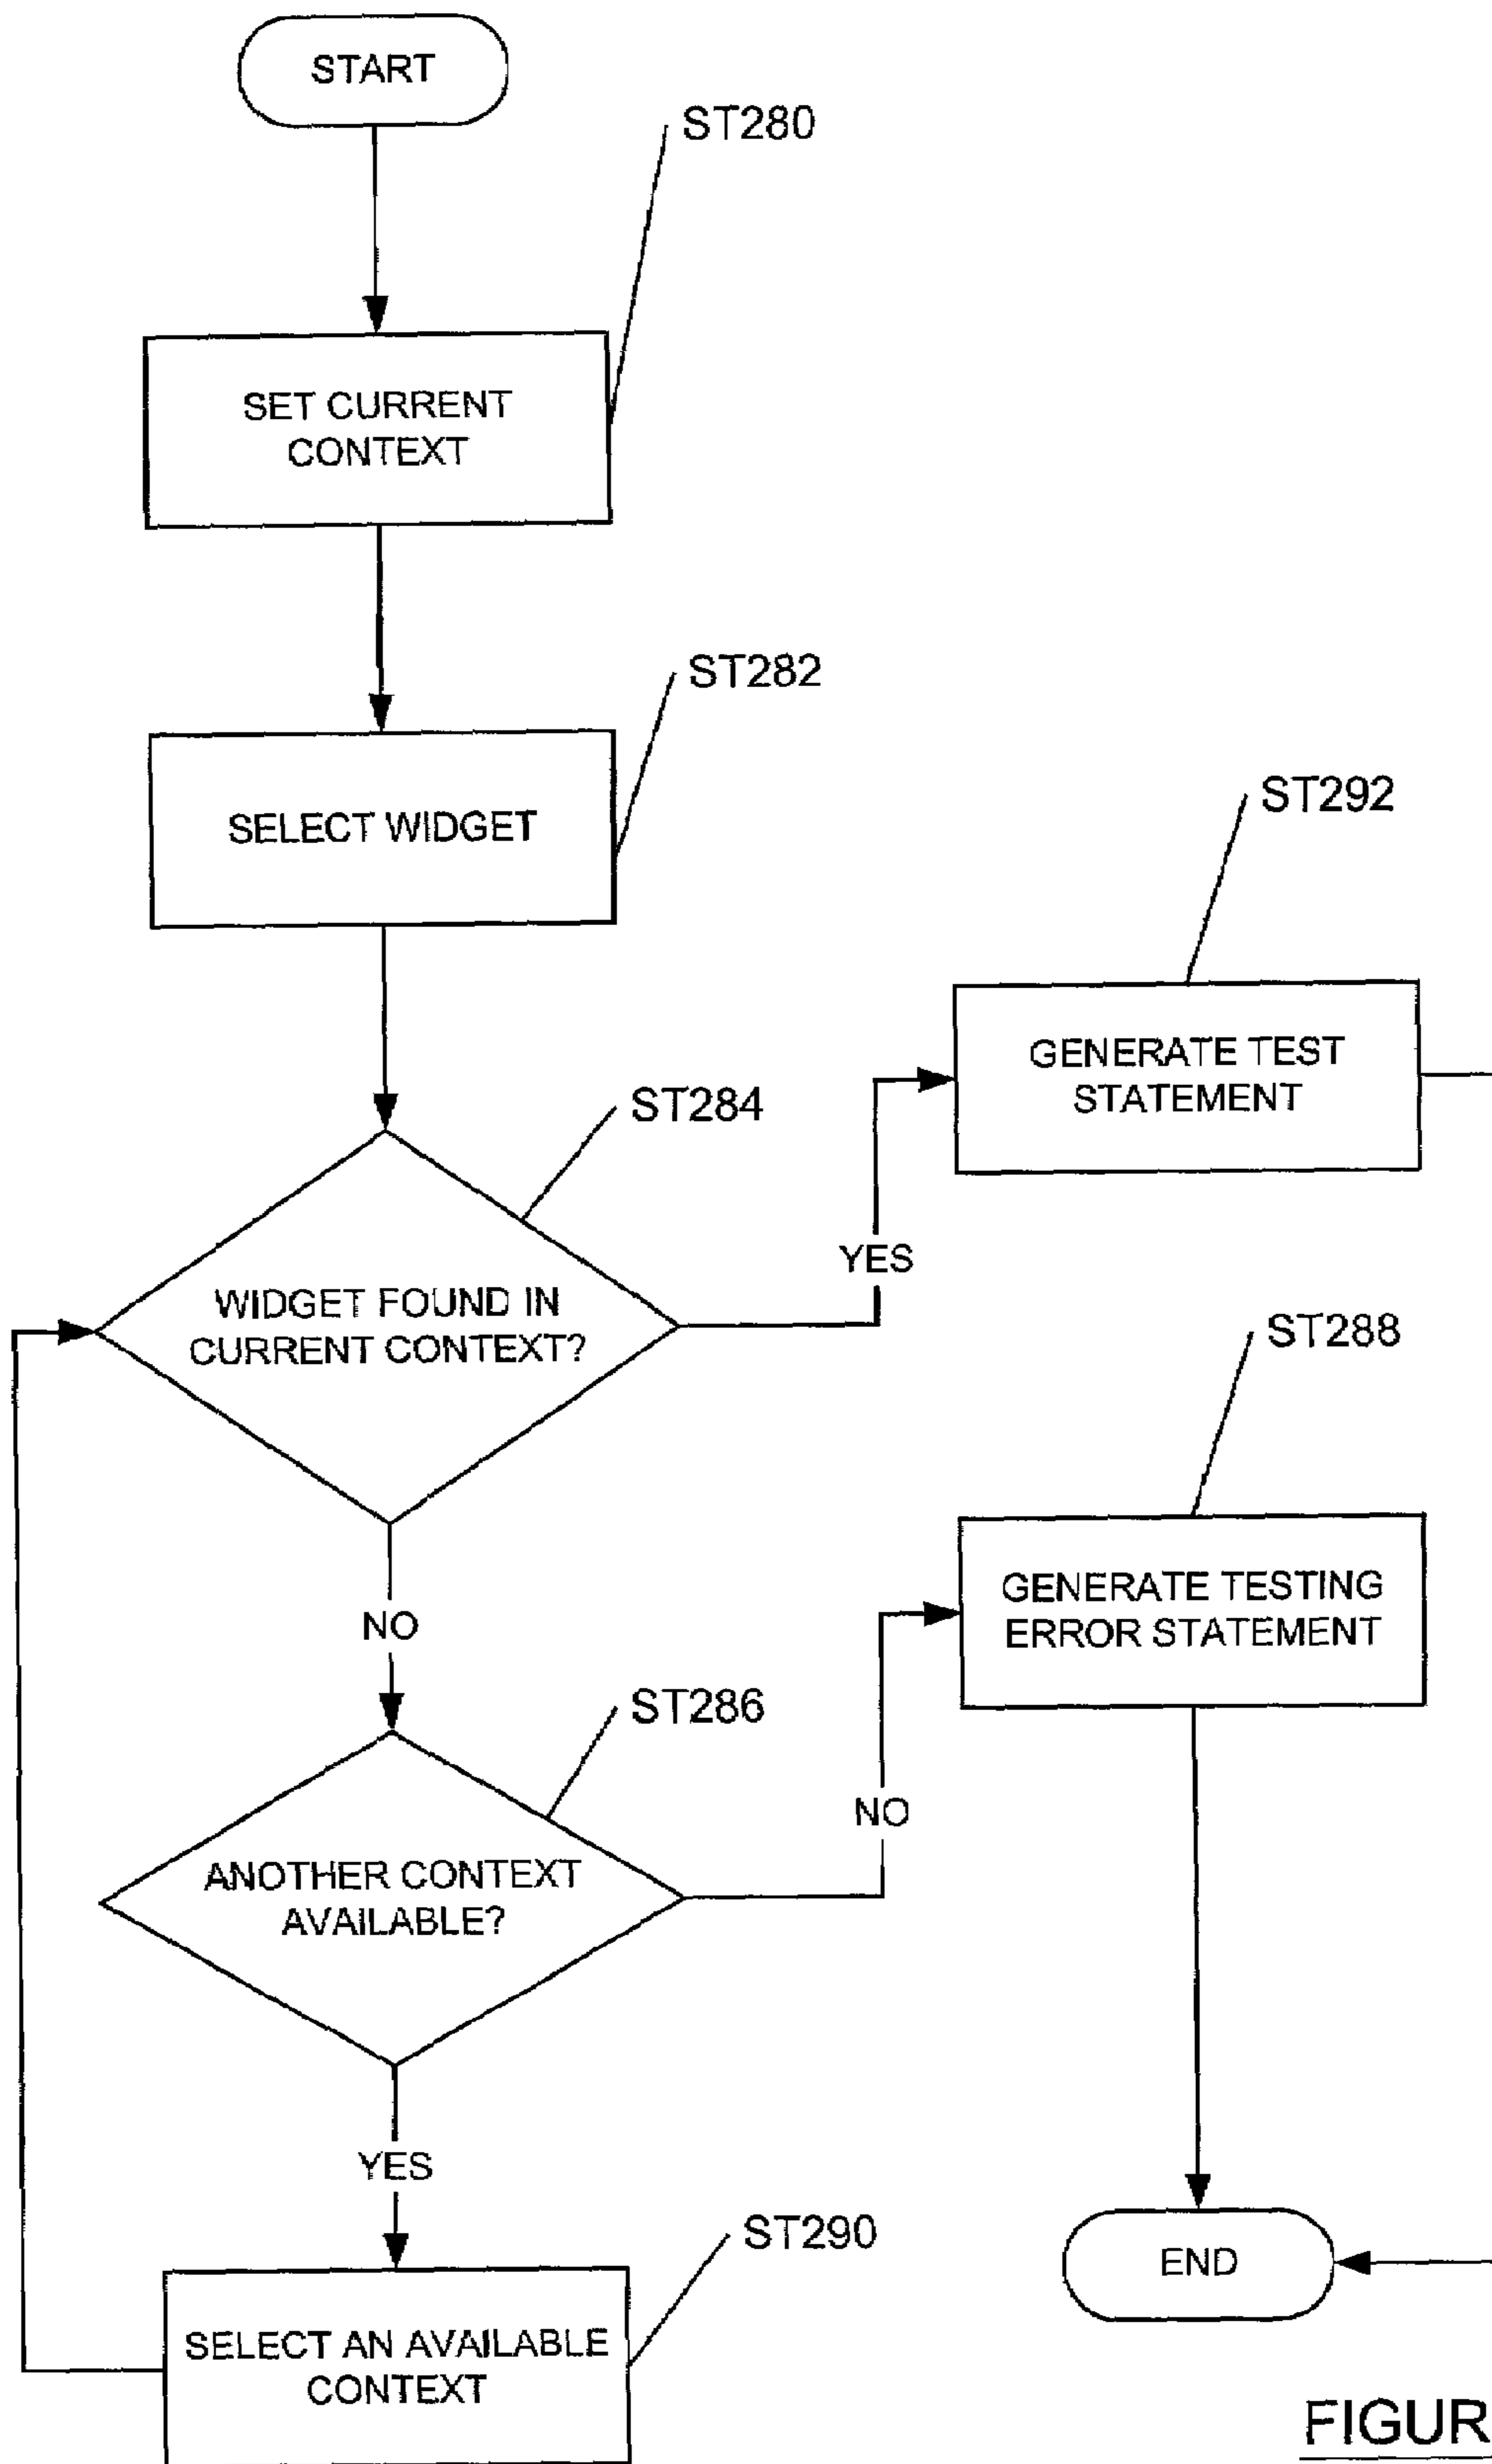 START
ST280
SET CURRENT
CONTEXT
ST282
SELECT WIDGET
ST292
GENERATE TEST
STATEMENT
ST284
YES
WIDGET FOUND IN
CURRENT CONTEXT?
ST288
GENERATE TESTING
ERROR STATEMENT
NO
ST286
NO
ANOTHER CONTEXT
AVAILABLE?
YES
ST290
END
SELECT AN AVAILABLE
CONTEXT
FIGUR